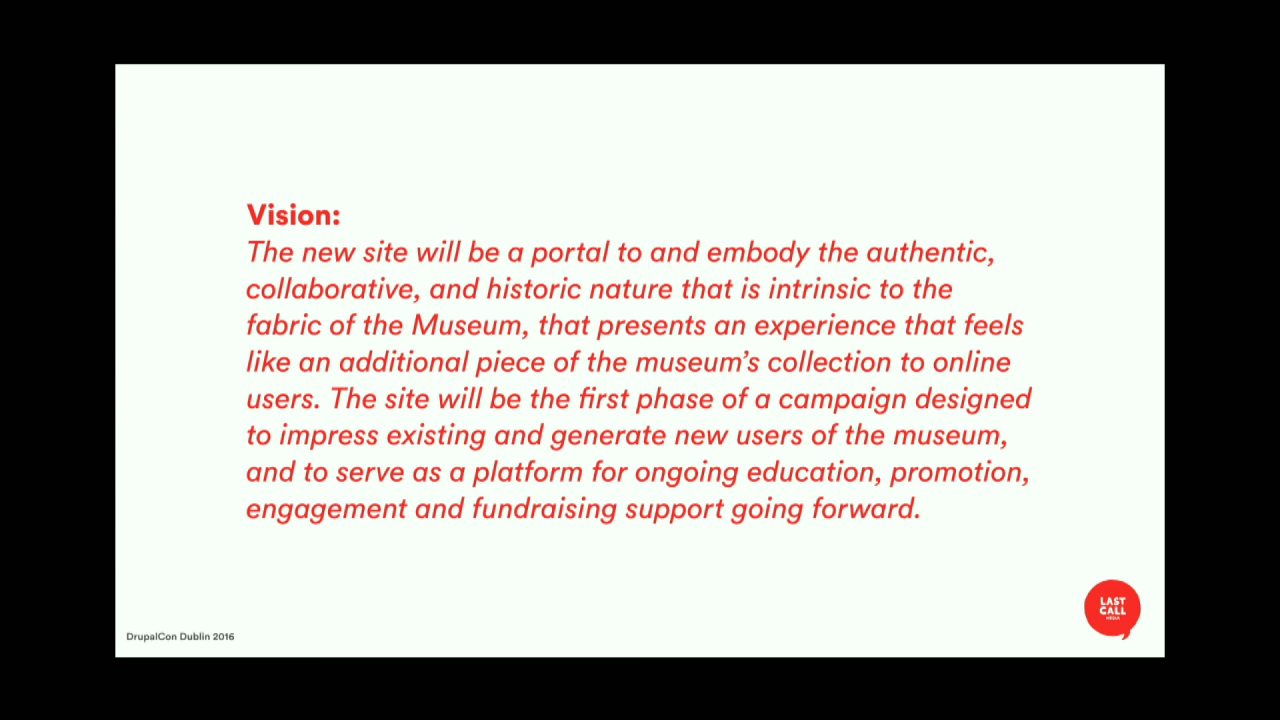 Vision:
The new site will be a portal to and embody the authentic,
collaborative, and historic nature that is intrinsic to the
fabric of the Museum, that presents an experience that feels
like an additional piece of the museum’s collection to online
users. The site will be the first phase of a campaign designed
to impress existing and generate new users of the museum,
and to serve as a platform for ongoing education, promotion,
engagement and fundraising support going forward.
LAST
CALL
MEDIA
DrupalCon Dublin 2016